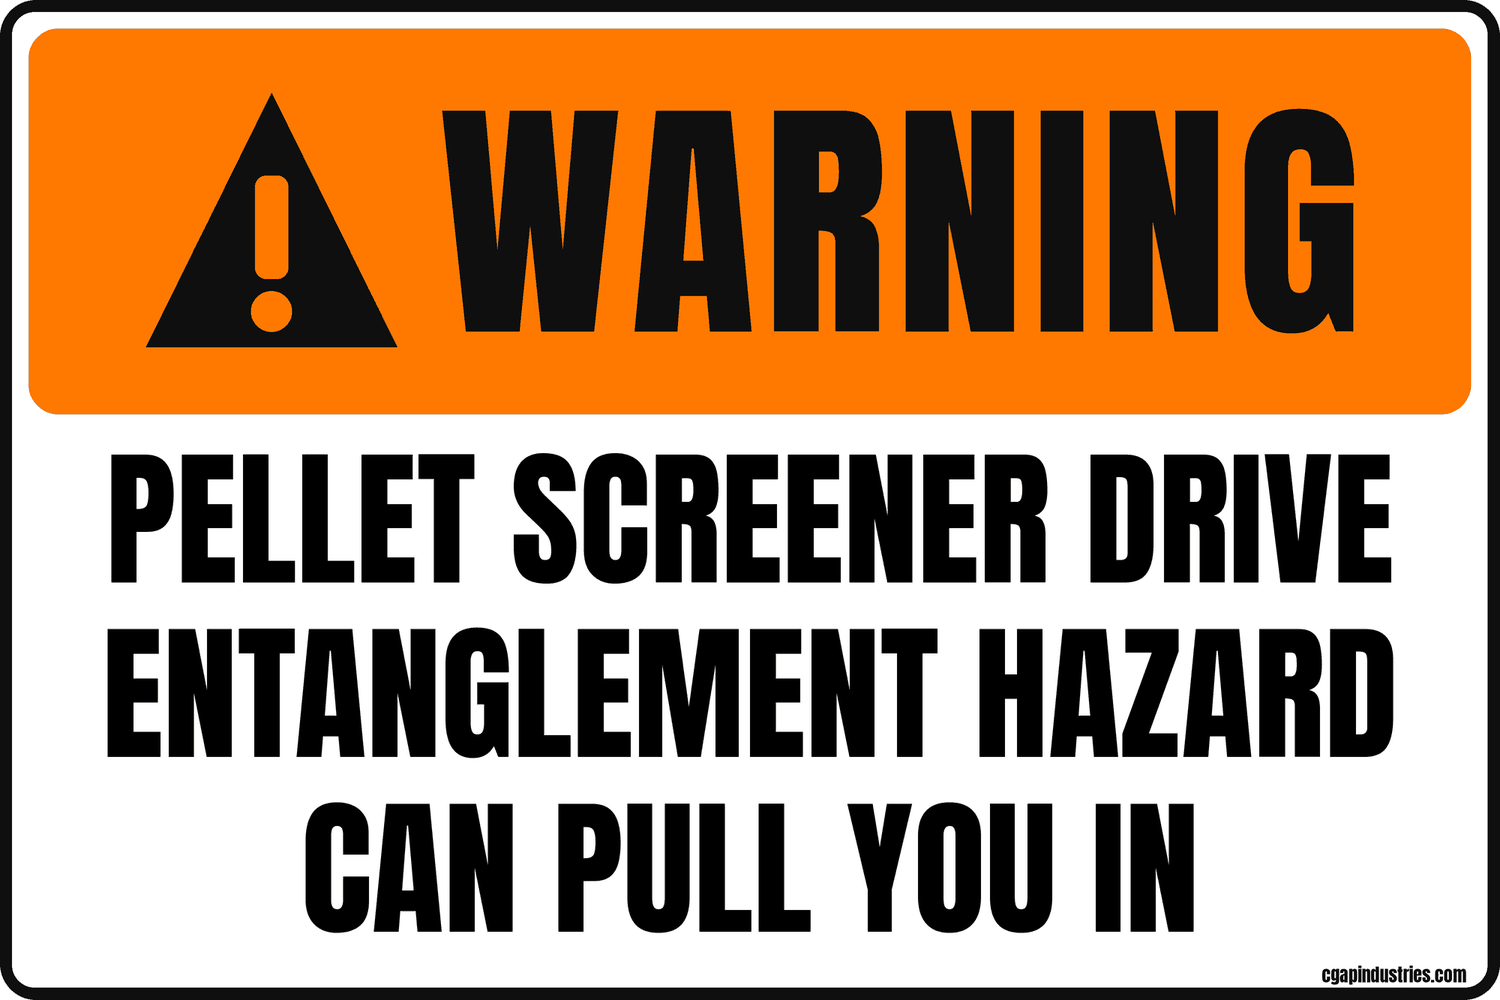 WARNING
PELLET SCREENER DRIVE
ENTANGLEMENT HAZARD
CAN PULL YOU IN
cgapindustries.com